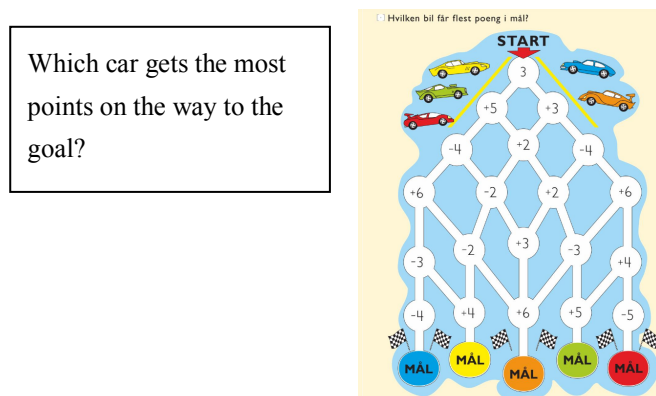 Which car gets the most
points on the way to the
goal?
Hvilken bil får flest poeng i mål?
START
3
+5 +3
-4 +2 -4
+6 -2 +2 +6
-2 +3 -3
-3 +4
-4 +4 +6 +5 -5
MÅL MÅL MÅL MÅL MÅL